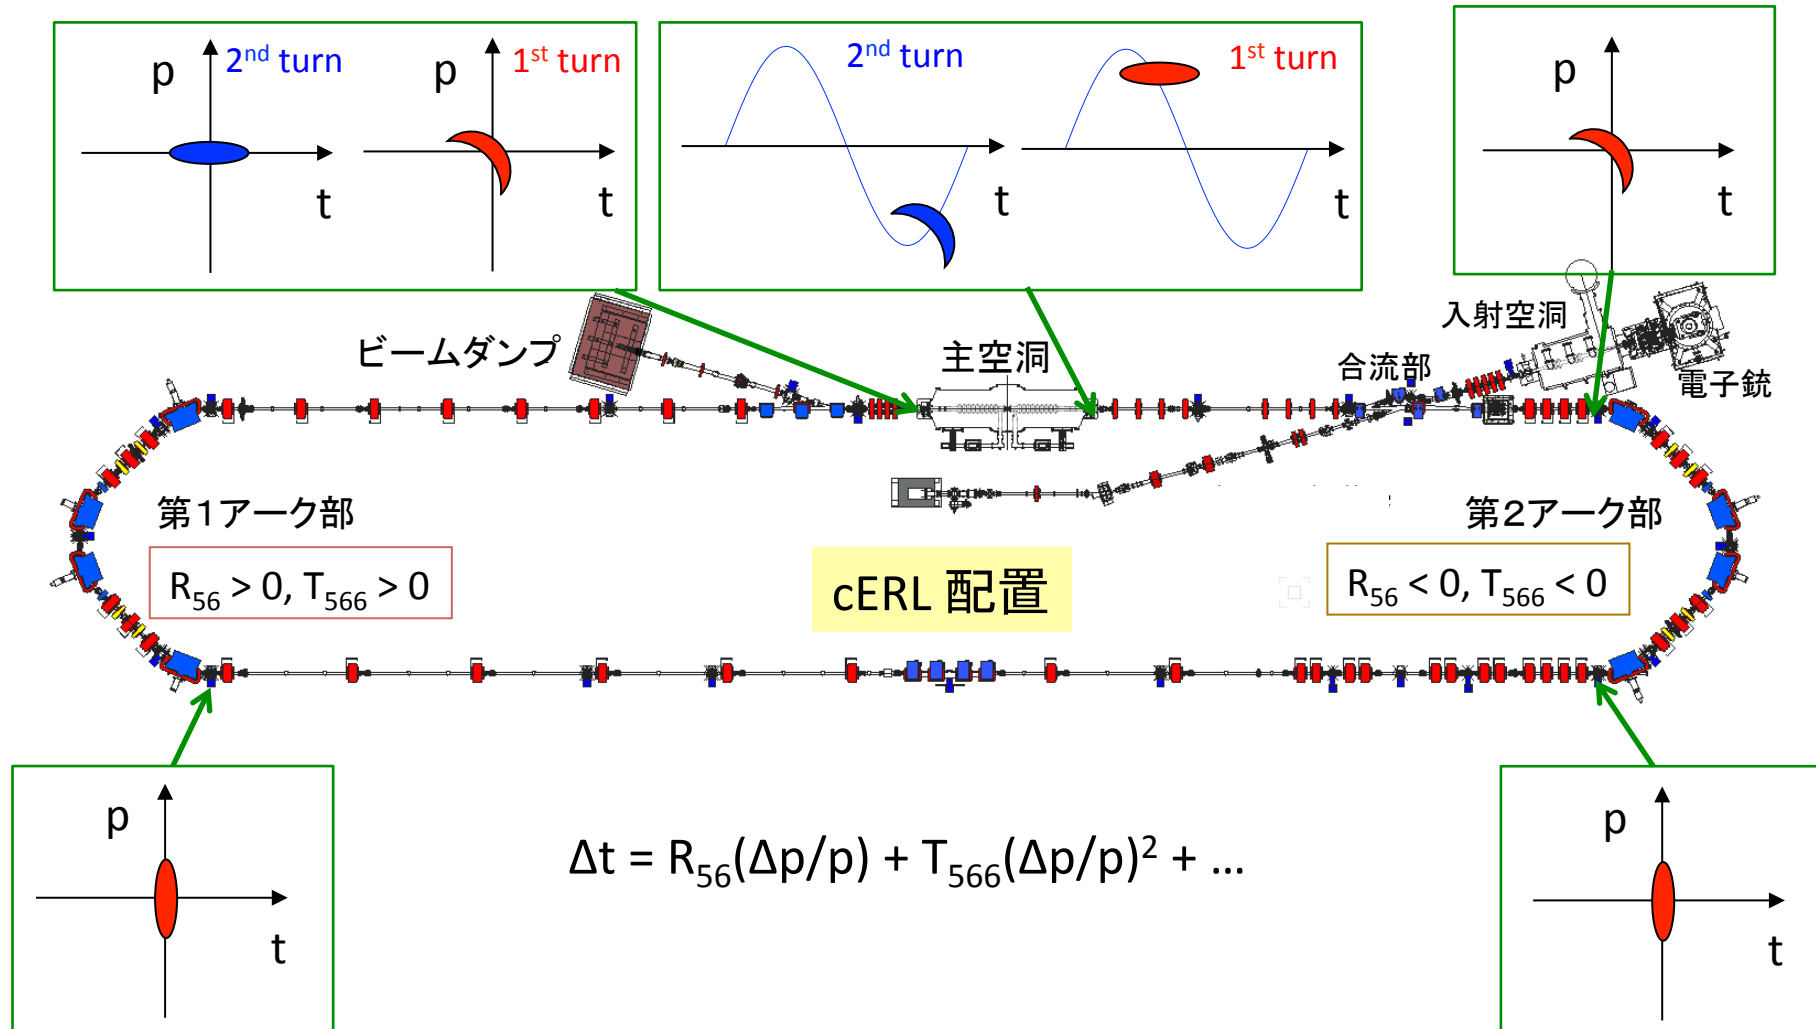 p 2nd turn
t
p 1st turn
t
2nd turn
t
1st turn
t
p
t
ビームダンプ
主空洞
合流部
入射空洞
電子銃
第1アーク部
R56 > 0, T566 > 0
cERL 配置
第2アーク部
R56 < 0, T566 < 0
p
t
Δt = R56(Δp/p) + T566(Δp/p)2 + …
p
t